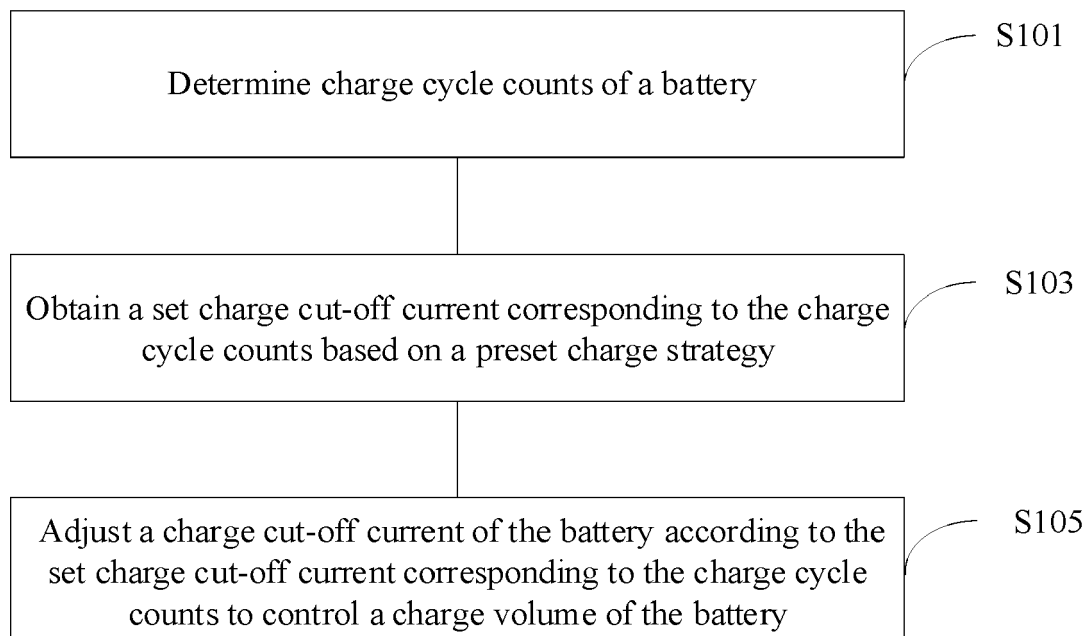 S101
Determine charge cycle counts of a battery
S103
Obtain a set charge cut-off current corresponding to the charge
cycle counts based on a preset charge strategy
S105
Adjust a charge cut-off current of the battery according to the
set charge cut-off current corresponding to the charge cycle
counts to control a charge volume of the battery